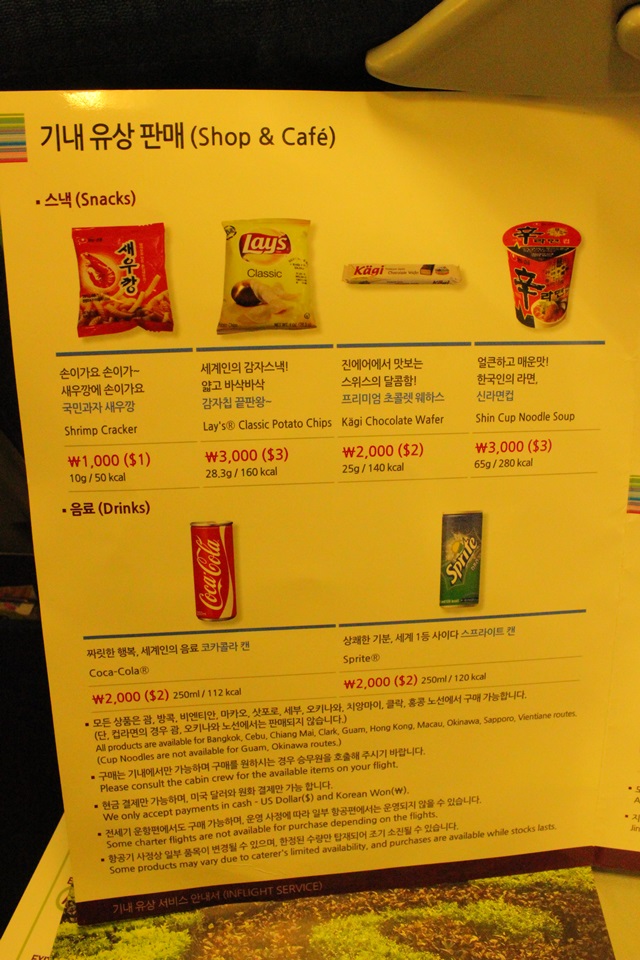 기내 유상 판매 (Shop & Café)
▪ 스낵 (Snacks)
새우깡
Lay's
Classic
Kägi
Chocolate Wafer
辛
辛
라면
손이가요 손이가~
새우깡에 손이가요
국민과자 새우깡
Shrimp Cracker
₩1,000 ($1)
10g / 50 kcal
세계인의 감자스낵!
얇고 바삭바삭
감자칩 끝판왕~
Lay's® Classic Potato Chips
₩3,000 ($3)
28.3g / 160 kcal
진에어에서 맛보는
스위스의 달콤함!
프리미엄 초콜렛 웨하스
Kägi Chocolate Wafer
₩2,000 ($2)
25g / 140 kcal
얼큰하고 매운맛!
한국인의 라면,
신라면컵
Shin Cup Noodle Soup
₩3,000 ($3)
65g / 280 kcal
▪ 음료 (Drinks)
Coca-Cola
Sprite
짜릿한 행복, 세계인의 음료 코카콜라 캔
Coca-Cola®
₩2,000 ($2) 250ml / 112 kcal
상쾌한 기분, 세계 1등 사이다 스프라이트 캔
Sprite®
₩2,000 ($2) 250ml / 120 kcal
▪ 모든 상품은 괌, 방콕, 비엔티안, 마카오, 삿포로, 세부, 오키나와, 치앙마이, 클락, 홍콩 노선에서 구매 가능합니다.
(단, 컵라면의 경우 괌, 오키나와 노선에서는 판매되지 않습니다.)
All products are available for Bangkok, Cebu, Chiang Mai, Clark, Guam, Hong Kong, Macau, Okinawa, Sapporo, Vientiane routes.
(Cup Noodles are not available for Guam, Okinawa routes.)
▪ 구매는 기내에서만 가능하며 구매를 원하시는 경우 승무원을 호출해 주시기 바랍니다.
Please consult the cabin crew for the available items on your flight.
▪ 현금 결제만 가능하며, 미국 달러와 원화 결제만 가능 합니다.
We only accept payments in cash - US Dollar($) and Korean Won(₩).
▪ 전세기 운항편에서도 구매 가능하며, 운영 사정에 따라 일부 항공편에서는 운영되지 않을 수 있습니다.
Some charter flights are not available for purchase depending on the flights.
▪ 항공기 사정상 일부 품목이 변경될 수 있으며, 한정된 수량만 탑재되어 조기 소진될 수 있습니다.
Some products may vary due to caterer's limited availability, and purchases are available while stocks last.
기내 유상 서비스 안내서 (INFLIGHT SERVICE)